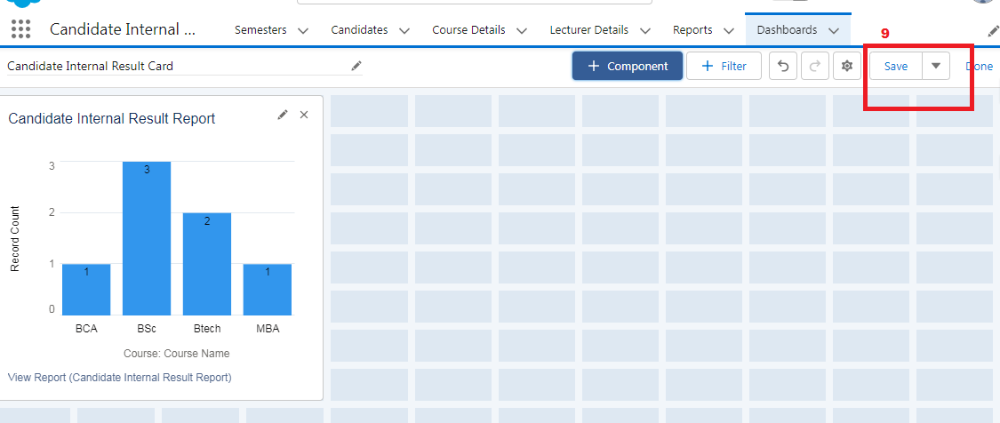 Candidate Internal ...
Semesters
Candidates
Course Details
Lecturer Details
Reports
Dashboards
9
Candidate Internal Result Card
+ Component
+ Filter
Save
Done
Candidate Internal Result Report
Record Count
3
2
1
0
1
3
2
1
BCA
BSc
Btech
MBA
Course: Course Name
View Report (Candidate Internal Result Report)